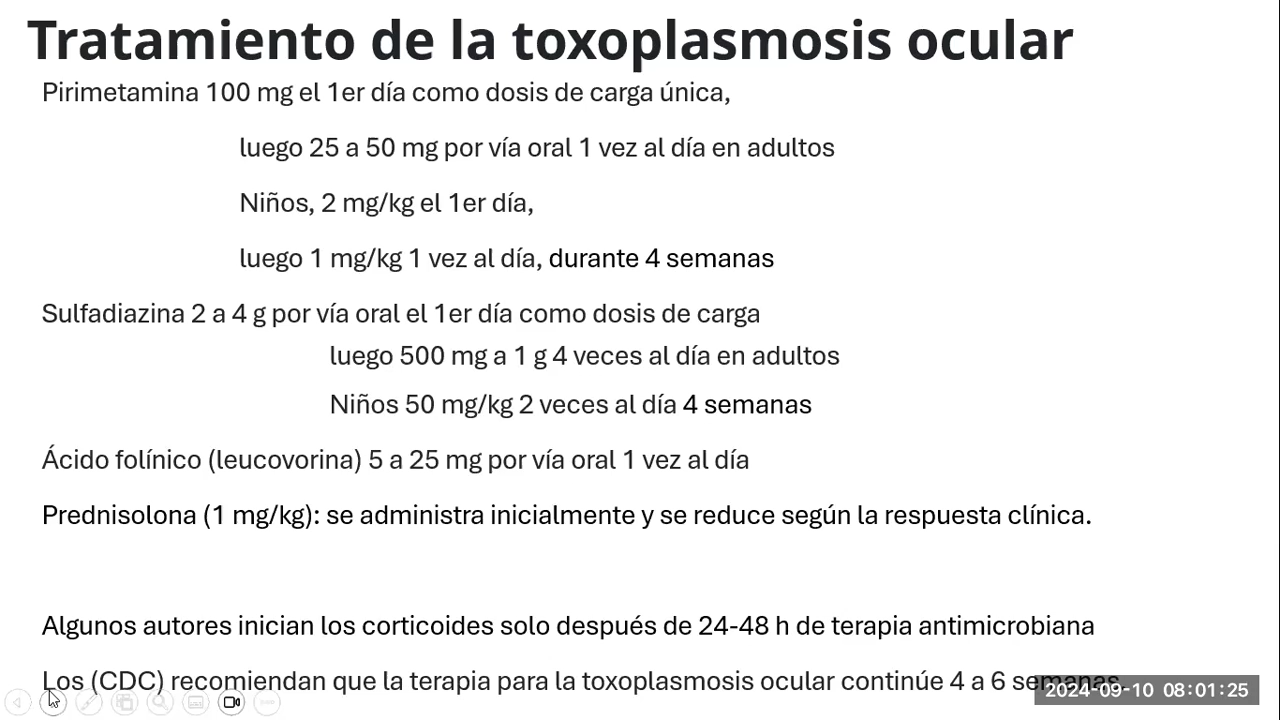 Tratamiento de la toxoplasmosis ocular
Pirimetamina 100 mg el 1er día como dosis de carga única,
luego 25 a 50 mg por vía oral 1 vez al día en adultos
Niños, 2 mg/kg el 1er día,
luego 1 mg/kg 1 vez al día, durante 4 semanas
Sulfadiazina 2 a 4 g por vía oral el 1er día como dosis de carga
luego 500 mg a 1 g 4 veces al día en adultos
Niños 50 mg/kg 2 veces al día 4 semanas
Ácido folínico (leucovorina) 5 a 25 mg por vía oral 1 vez al día
Prednisolona (1 mg/kg): se administra inicialmente y se reduce según la respuesta clínica.
Algunos autores inician los corticoides solo después de 24-48 h de terapia antimicrobiana
Los (CDC) recomiendan que la terapia para la toxoplasmosis ocular continúe 4 a 6 semanas
2024-09-10 08:01:25